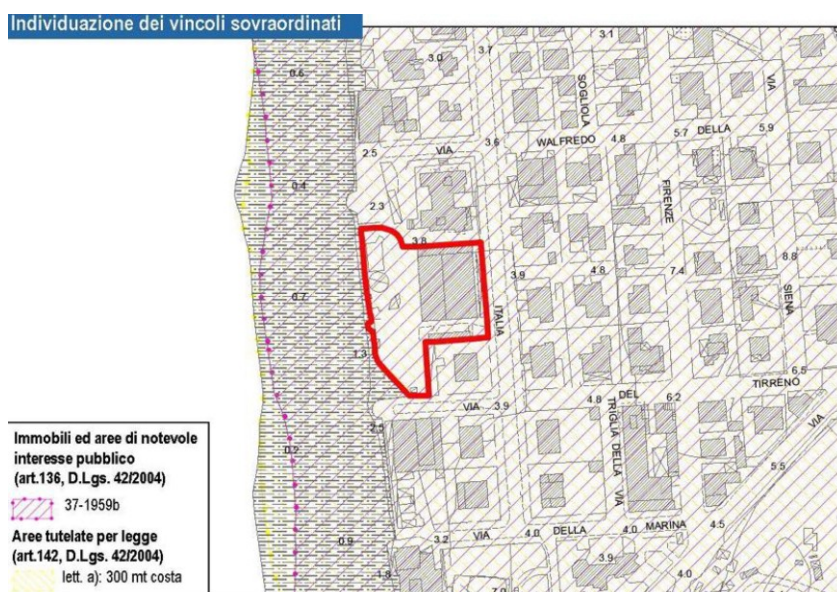 Individuazione dei vincoli sovraordinati
3.7
3.1
3.0
0.6
SOGLIOLA
VIA
5.9
DELLA
5.7
4.8
WALFREDO
3.6
VIA
2.5
0.4
2.3
FIRENZE
3.8
8.8
3.9
4.8
7.4
0.7
ITALIA
SIENA
1.3
6.5
TIRRENO
DEL
6.2
4.8
VIA
3.9
TRIGLIA DELLA VIA
VIA
2.5
0.2
5.5
Immobili ed aree di notevole
interesse pubblico
(art.136, D.Lgs. 42/2004)
37-1959b
Aree tutelate per legge
(art.142, D.Lgs. 42/2004)
lett. a): 300 mt costa
0.9
3.2
VIA
4.0
DELLA
4.0
MARINA
4.5
3.9
4.0
1.8